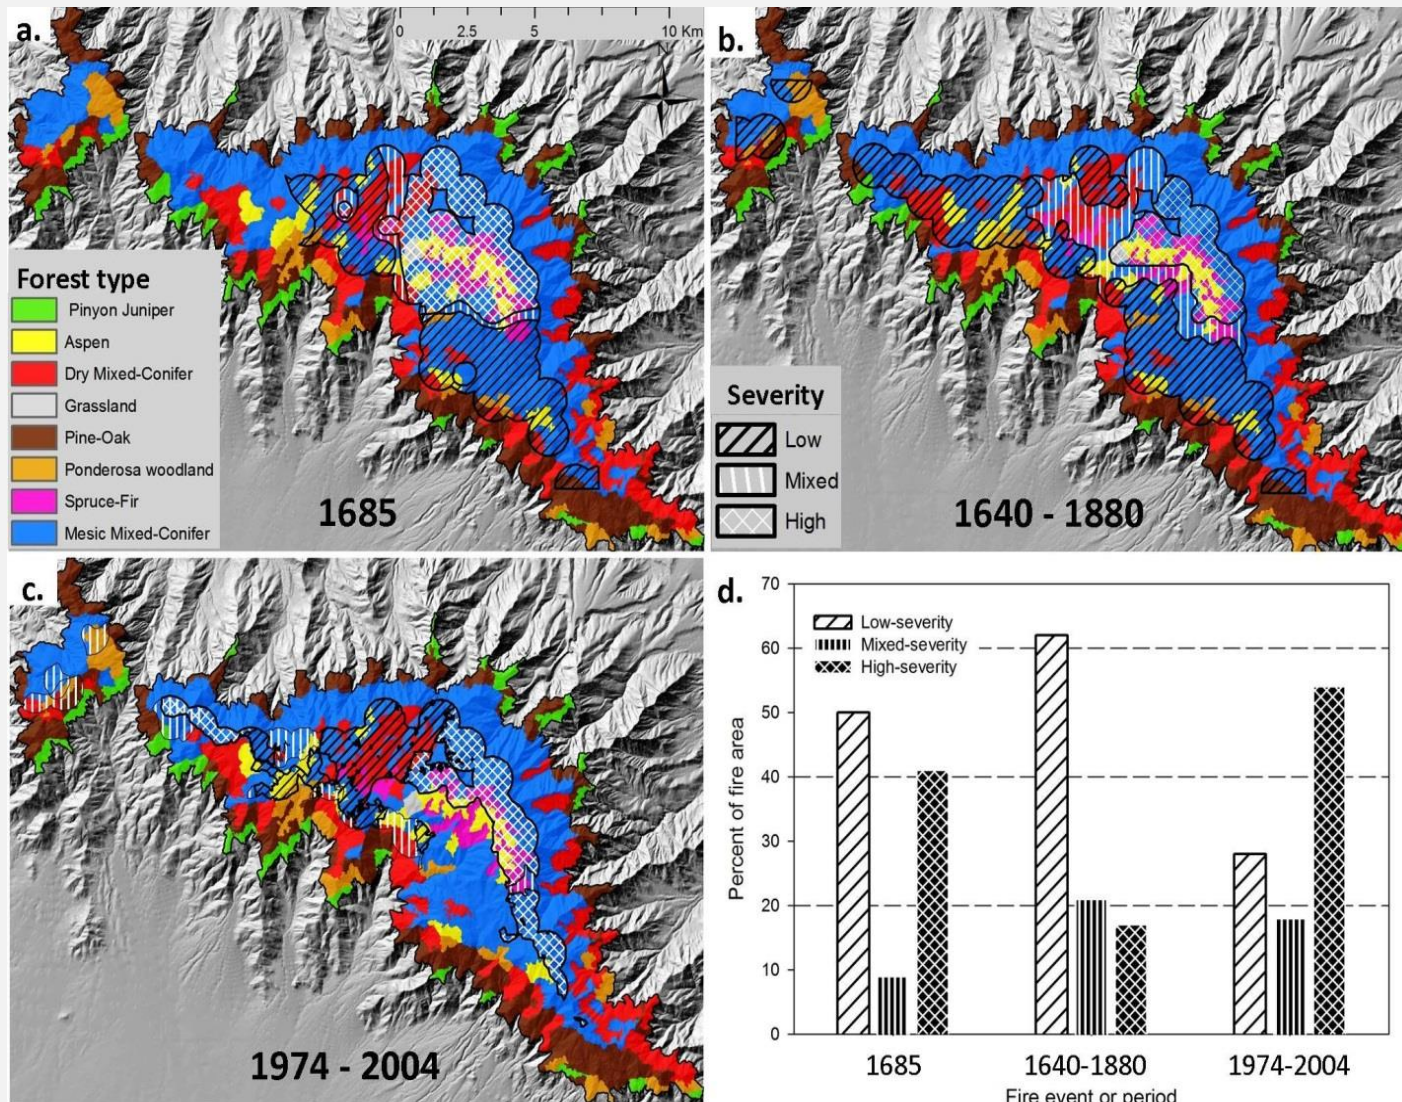 a.
0 2.5 5 10 Km
N
Forest type
Pinyon Juniper
Aspen
Dry Mixed-Conifer
Grassland
Pine-Oak
Ponderosa woodland
Spruce-Fir
Mesic Mixed-Conifer
1685
b.
Severity
Low
Mixed
High
1640 - 1880
c.
1974 - 2004
d.
Low-severity
Mixed-severity
High-severity
Percent of fire area
70
60
50
40
30
20
10
0
1685 1640-1880 1974-2004
Fire event or period